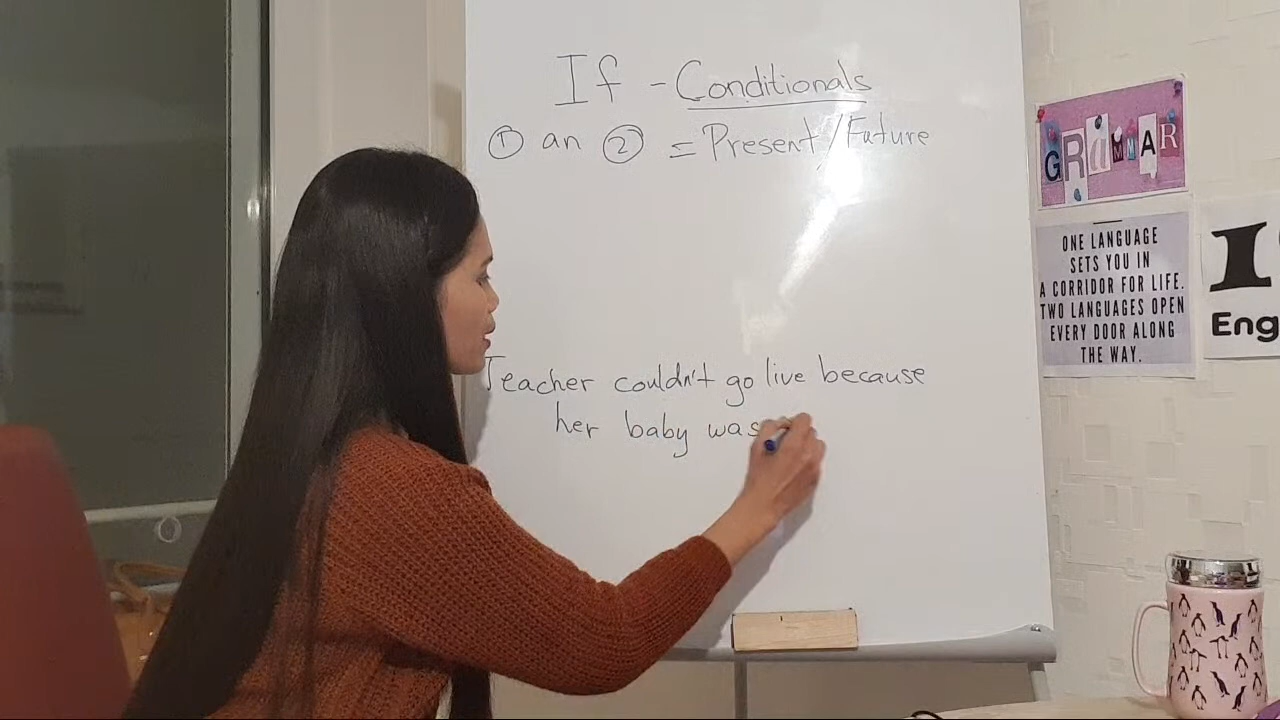 If - Conditionals
① an ② = Present/Future
Teacher couldn't go live because
her baby was
GRaMMAR
ONE LANGUAGE
SETS YOU IN
A CORRIDOR FOR LIFE.
TWO LANGUAGES OPEN
EVERY DOOR ALONG
THE WAY.
I
Eng